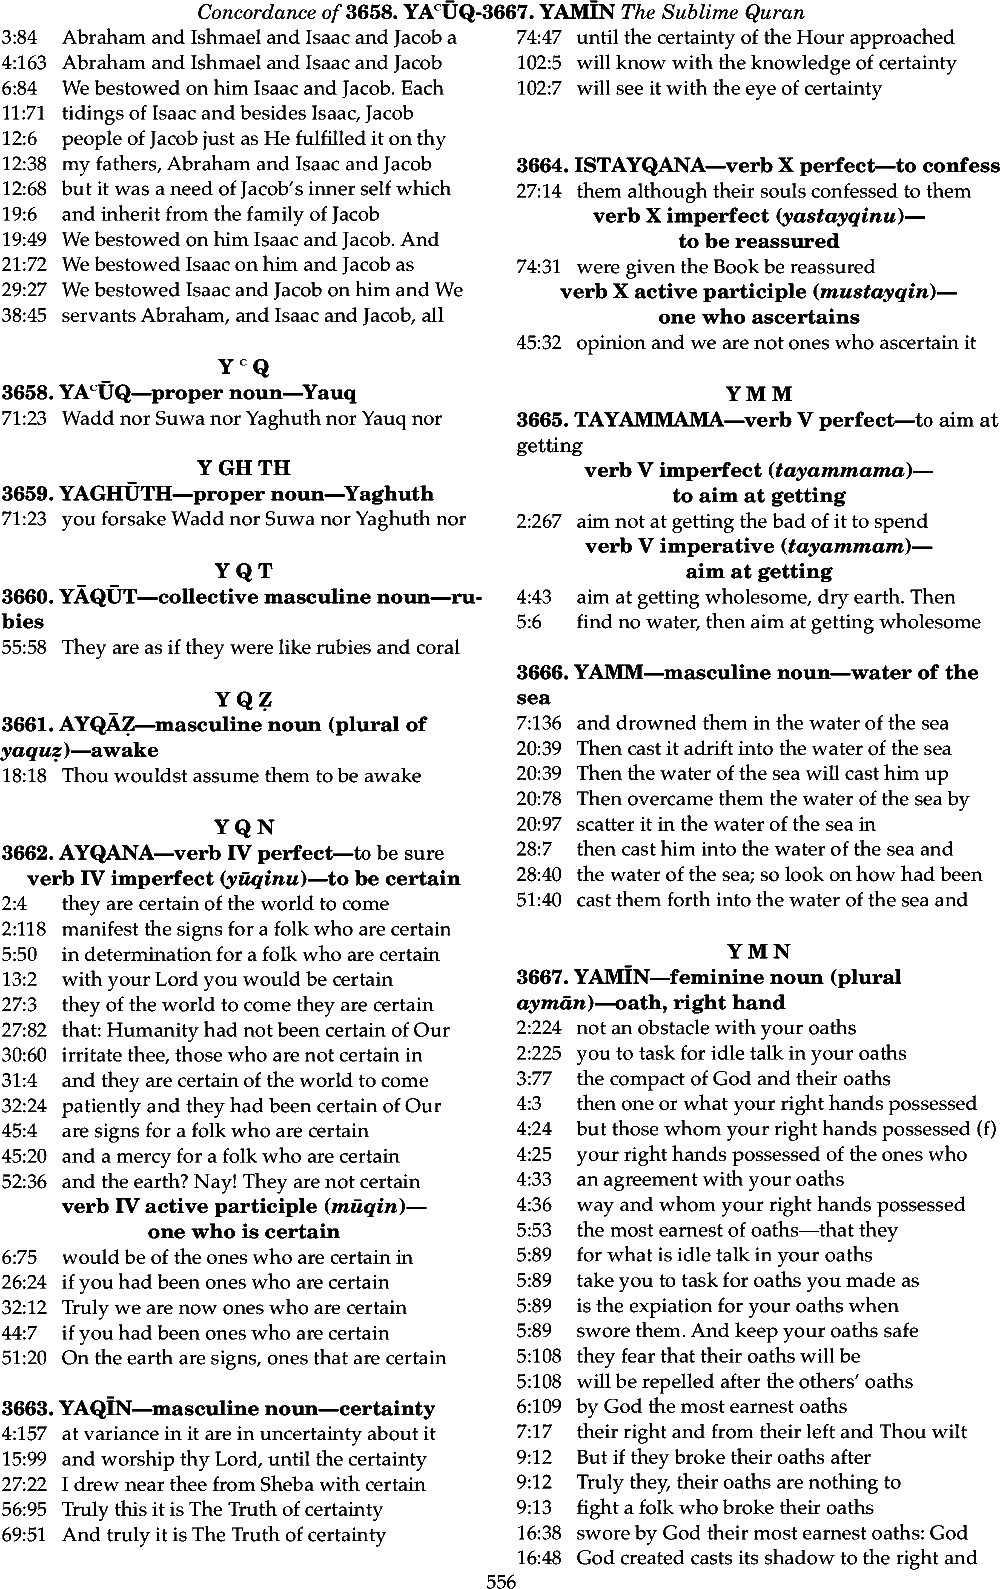 Concordance of 3658. YAᶜŪQ-3667. YAMĪN The Sublime Quran
3:84 Abraham and Ishmael and Isaac and Jacob a
4:163 Abraham and Ishmael and Isaac and Jacob
6:84 We bestowed on him Isaac and Jacob. Each
11:71 tidings of Isaac and besides Isaac, Jacob
12:6 people of Jacob just as He fulfilled it on thy
12:38 my fathers, Abraham and Isaac and Jacob
12:68 but it was a need of Jacob's inner self which
19:6 and inherit from the family of Jacob
19:49 We bestowed on him Isaac and Jacob. And
21:72 We bestowed Isaac on him and Jacob as
29:27 We bestowed Isaac and Jacob on him and We
38:45 servants Abraham, and Isaac and Jacob, all
Y ᶜ Q
3658. YAᶜŪQ—proper noun—Yauq
71:23 Wadd nor Suwa nor Yaghuth nor Yauq nor
Y GH TH
3659. YAGHŪTH—proper noun—Yaghuth
71:23 you forsake Wadd nor Suwa nor Yaghuth nor
Y Q T
3660. YĀQŪT—collective masculine noun—ru-
bies
55:58 They are as if they were like rubies and coral
Y Q Ẓ
3661. AYQĀẒ—masculine noun (plural of
yaquẓ)—awake
18:18 Thou wouldst assume them to be awake
Y Q N
3662. AYQANA—verb IV perfect—to be sure
verb IV imperfect (yūqinu)—to be certain
2:4 they are certain of the world to come
2:118 manifest the signs for a folk who are certain
5:50 in determination for a folk who are certain
13:2 with your Lord you would be certain
27:3 they of the world to come they are certain
27:82 that: Humanity had not been certain of Our
30:60 irritate thee, those who are not certain in
31:4 and they are certain of the world to come
32:24 patiently and they had been certain of Our
45:4 are signs for a folk who are certain
45:20 and a mercy for a folk who are certain
52:36 and the earth? Nay! They are not certain
verb IV active participle (mūqin)—
one who is certain
6:75 would be of the ones who are certain in
26:24 if you had been ones who are certain
32:12 Truly we are now ones who are certain
44:7 if you had been ones who are certain
51:20 On the earth are signs, ones that are certain
3663. YAQĪN—masculine noun—certainty
4:157 at variance in it are in uncertainty about it
15:99 and worship thy Lord, until the certainty
27:22 I drew near thee from Sheba with certain
56:95 Truly this it is The Truth of certainty
69:51 And truly it is The Truth of certainty
74:47 until the certainty of the Hour approached
102:5 will know with the knowledge of certainty
102:7 will see it with the eye of certainty
3664. ISTAYQANA—verb X perfect—to confess
27:14 them although their souls confessed to them
verb X imperfect (yastayqinu)—
to be reassured
74:31 were given the Book be reassured
verb X active participle (mustayqin)—
one who ascertains
45:32 opinion and we are not ones who ascertain it
Y M M
3665. TAYAMMAMA—verb V perfect—to aim at
getting
verb V imperfect (tayammama)—
to aim at getting
2:267 aim not at getting the bad of it to spend
verb V imperative (tayammam)—
aim at getting
4:43 aim at getting wholesome, dry earth. Then
5:6 find no water, then aim at getting wholesome
3666. YAMM—masculine noun—water of the
sea
7:136 and drowned them in the water of the sea
20:39 Then cast it adrift into the water of the sea
20:39 Then the water of the sea will cast him up
20:78 Then overcame them the water of the sea by
20:97 scatter it in the water of the sea in
28:7 then cast him into the water of the sea and
28:40 the water of the sea; so look on how had been
51:40 cast them forth into the water of the sea and
Y M N
3667. YAMĪN—feminine noun (plural
aymān)—oath, right hand
2:224 not an obstacle with your oaths
2:225 you to task for idle talk in your oaths
3:77 the compact of God and their oaths
4:3 then one or what your right hands possessed
4:24 but those whom your right hands possessed (f)
4:25 your right hands possessed of the ones who
4:33 an agreement with your oaths
4:36 way and whom your right hands possessed
5:53 the most earnest of oaths—that they
5:89 for what is idle talk in your oaths
5:89 take you to task for oaths you made as
5:89 is the expiation for your oaths when
5:89 swore them. And keep your oaths safe
5:108 they fear that their oaths will be
5:108 will be repelled after the others' oaths
6:109 by God the most earnest oaths
7:17 their right and from their left and Thou wilt
9:12 But if they broke their oaths after
9:12 Truly they, their oaths are nothing to
9:13 fight a folk who broke their oaths
16:38 swore by God their most earnest oaths: God
16:48 God created casts its shadow to the right and
556